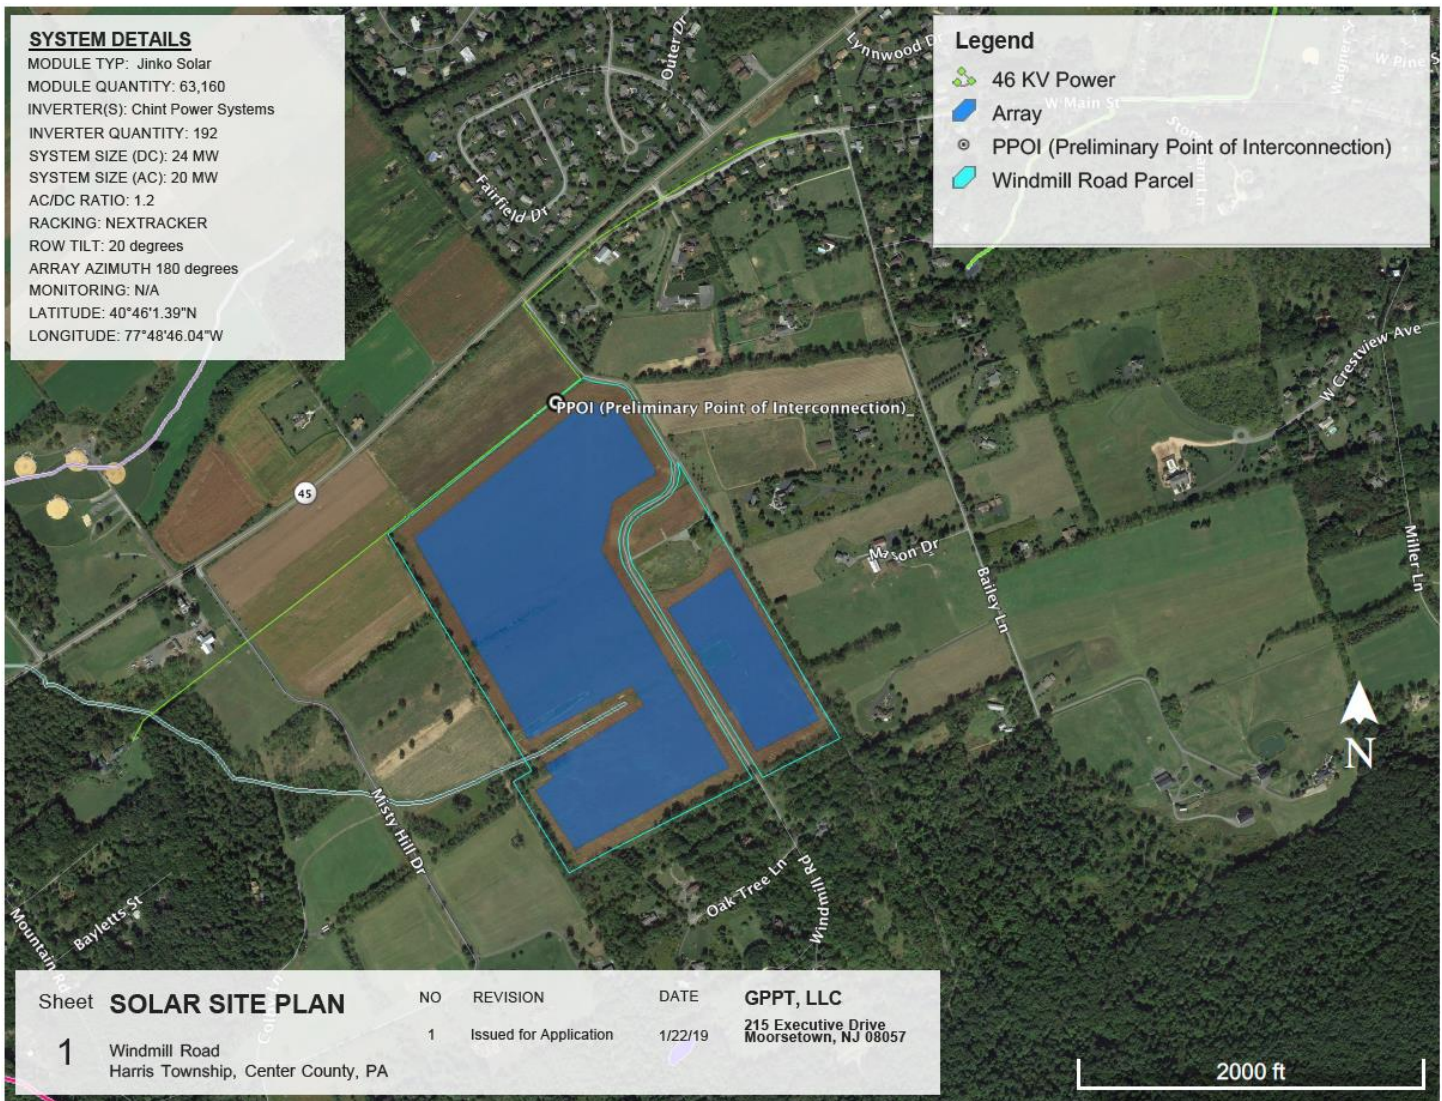 SYSTEM DETAILS
MODULE TYP: Jinko Solar
MODULE QUANTITY: 63,160
INVERTER(S): Chint Power Systems
INVERTER QUANTITY: 192
SYSTEM SIZE (DC): 24 MW
SYSTEM SIZE (AC): 20 MW
AC/DC RATIO: 1.2
RACKING: NEXTRACKER
ROW TILT: 20 degrees
ARRAY AZIMUTH 180 degrees
MONITORING: N/A
LATITUDE: 40°46'1.39"N
LONGITUDE: 77°48'46.04"W
Legend
46 KV Power
Array
PPOI (Preliminary Point of Interconnection)
Windmill Road Parcel
Outer Dr
Lynnwood Dr
W Main St
Wagner St
W Pine S
Fairfield Dr
W Crestview Ave
PPOI (Preliminary Point of Interconnection)_
45
Mason Dr
Bailey Ln
Miller Ln
N
Misty Hill Dr
Oak Tree Ln
Windmill Rd
Bayletts St
Mountain Rd
Sheet
1
SOLAR SITE PLAN
Windmill Road
Harris Township, Center County, PA
NO REVISION DATE
1 Issued for Application 1/22/19
GPPT, LLC
215 Executive Drive
Moorsetown, NJ 08057
2000 ft